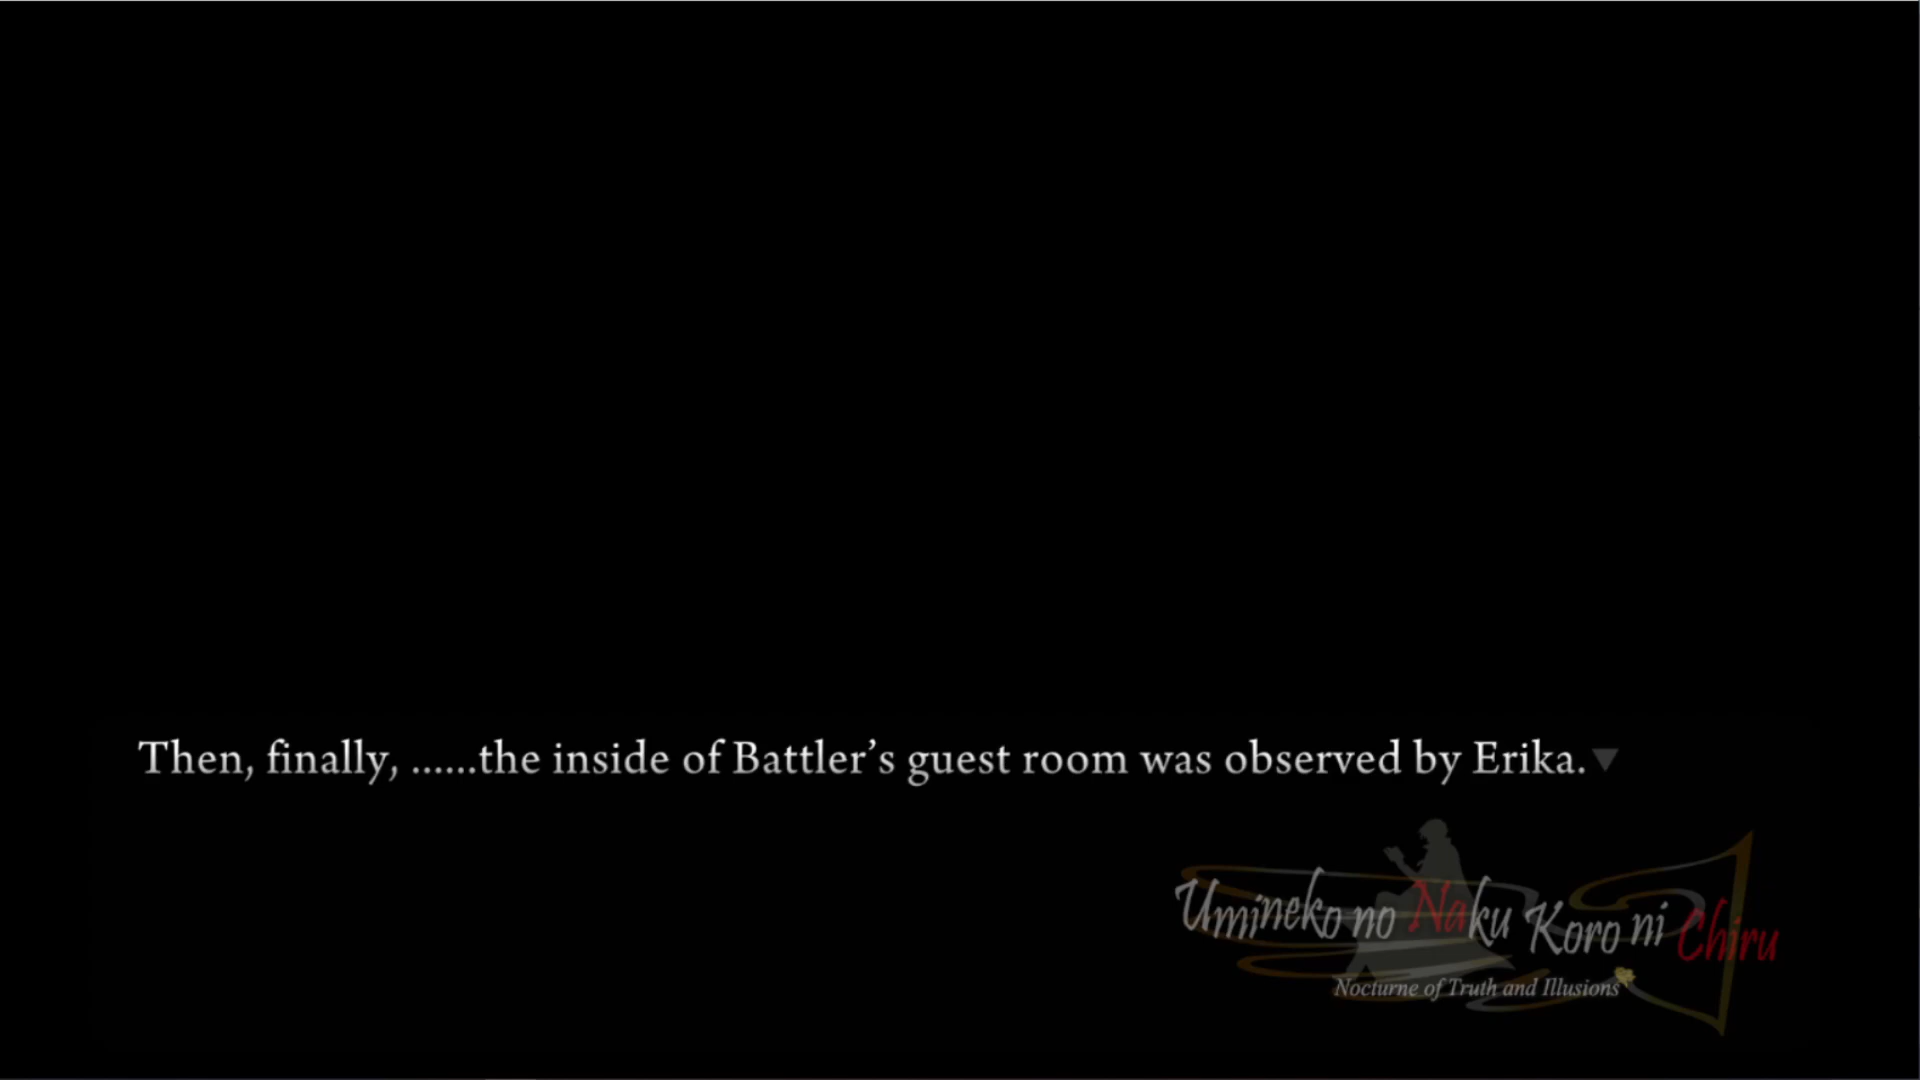 Then, finally, ......the inside of Battler’s guest room was observed by Erika.
Umineko no Naku Koro ni Chiru
Nocturne of Truth and Illusions